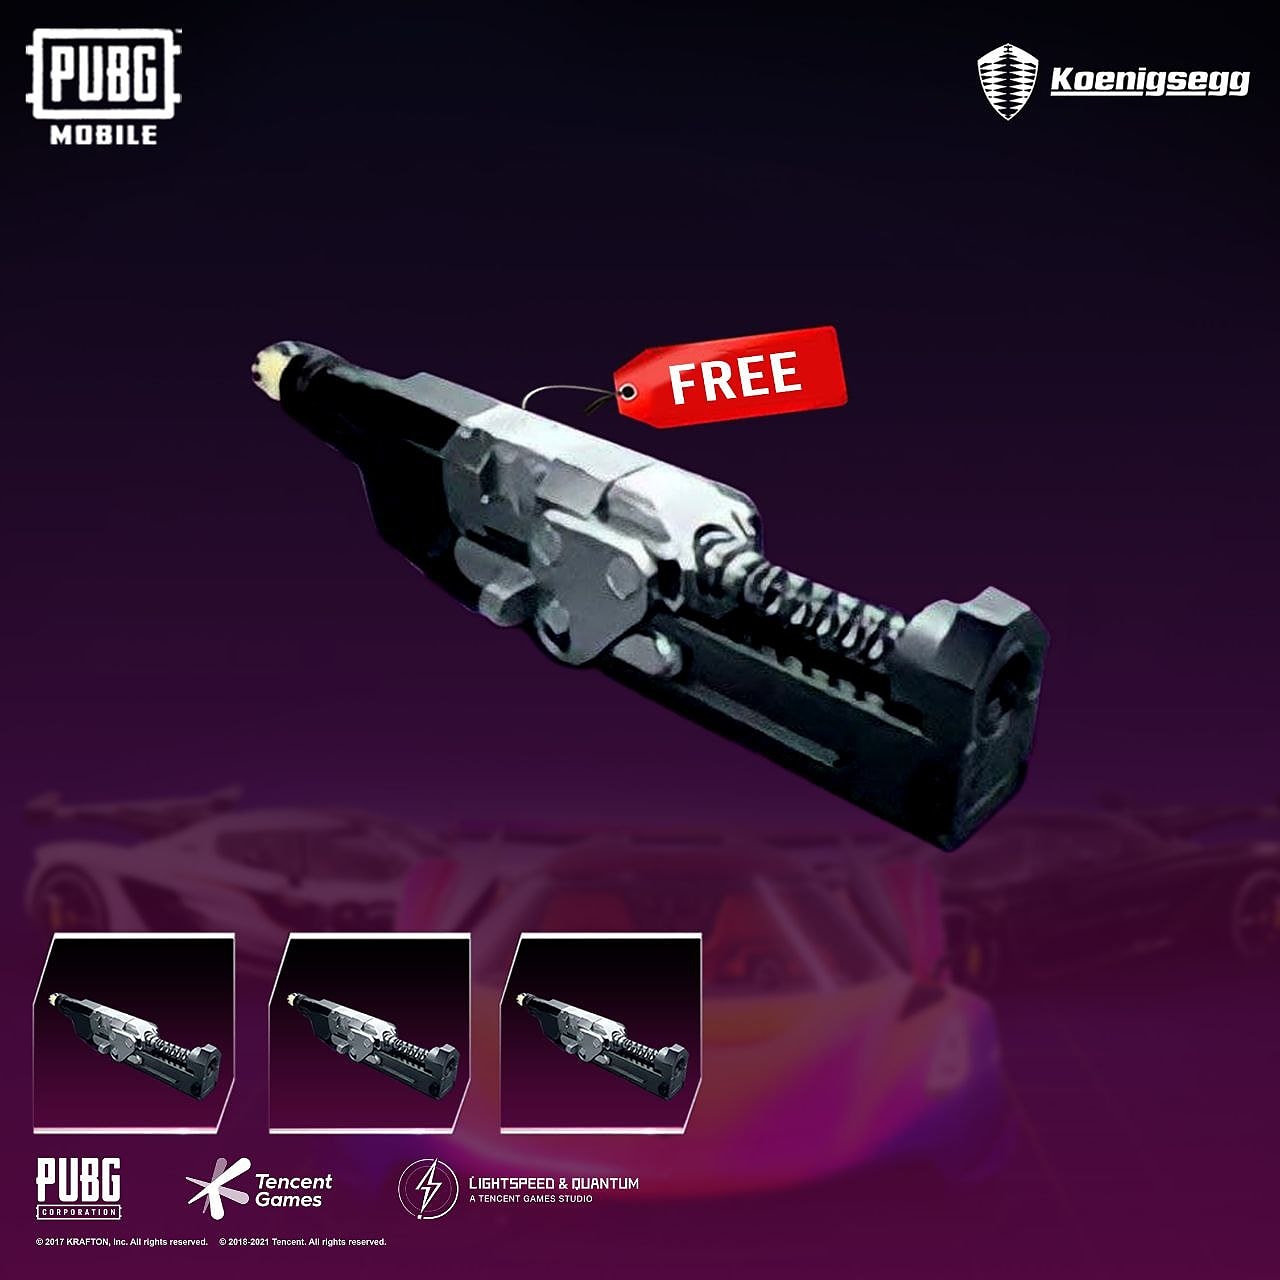 PUBG
MOBILE
Koenigsegg
FREE
PUBG
CORPORATION
Tencent
Games
LIGHTSPEED & QUANTUM
A TENCENT GAMES STUDIO
© 2017 KRAFTON, Inc. All rights reserved. © 2018-2021 Tencent. All rights reserved.